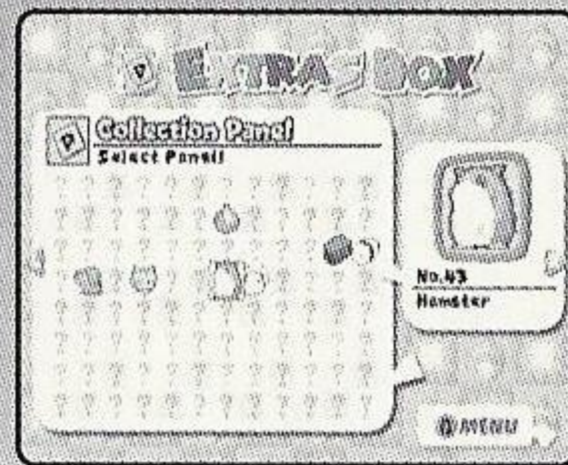 EXTRAS BOX
Collection Panel
Select Panel!
? ? ? ? ? ? ? ? ? ? ? ?
? ? ? ? ? ? ? ? ? ? ?
? ? ? ? ? ? ? ? ? ?
? ? ? ? ? ? ?
? ? ? ? ? ? ? ? ? ? ? ?
? ? ? ? ? ? ? ? ? ? ? ?
? ? ? ? ? ? ? ? ? ? ? ?
? ? ? ? ? ? ? ? ? ? ? ?
No.43
Hamster
MENU